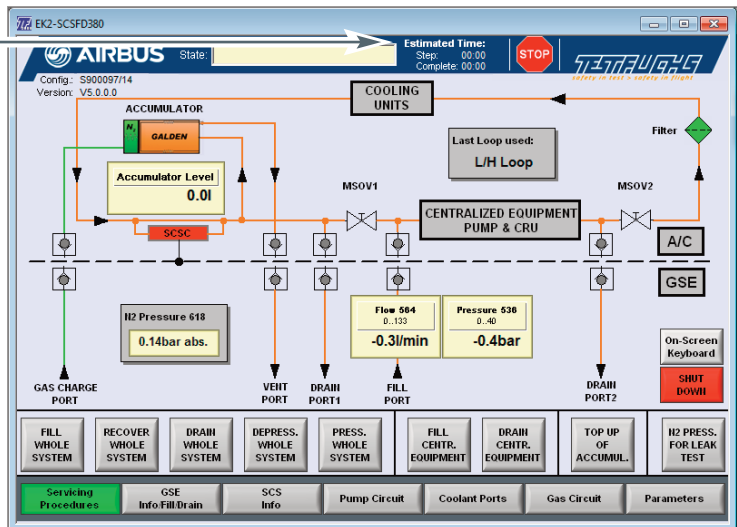 EK2-SCSFD380
AIRBUS
State:
Estimated Time:
Step: 00:00
Complete: 00:00
STOP
TESTFUCHS
safety in test > safety in flight
Config.: S900097/14
Version: V5.0.0.0
COOLING
UNITS
ACCUMULATOR
N2
GALDEN
Filter
Last Loop used:
L/H Loop
Accumulator Level
0.0l
MSOV1
MSOV2
CENTRALIZED EQUIPMENT
PUMP & CRU
SCSC
A/C
GSE
N2 Pressure 618
0.14bar abs.
Flow 564
0..133
-0.3l/min
Pressure 536
0..40
-0.4bar
On-Screen
Keyboard
SHUT
DOWN
GAS CHARGE
PORT
VENT
PORT
DRAIN
PORT1
FILL
PORT
DRAIN
PORT2
FILL
WHOLE
SYSTEM
RECOVER
WHOLE
SYSTEM
DRAIN
WHOLE
SYSTEM
DEPRESS.
WHOLE
SYSTEM
PRESS.
WHOLE
SYSTEM
FILL
CENTR.
EQUIPMENT
DRAIN
CENTR.
EQUIPMENT
TOP UP
OF
ACCUMUL.
N2 PRESS.
FOR LEAK
TEST
Servicing
Procedures
GSE
Info/Fill/Drain
SCS
Info
Pump Circuit
Coolant Ports
Gas Circuit
Parameters